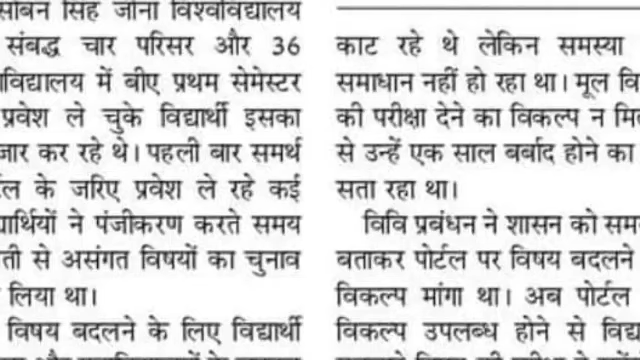 सोबन सिंह जीना विश्वविद्यालय
संबद्ध चार परिसर और 36
विद्यालय में बीए प्रथम सेमेस्टर
प्रवेश ले चुके विद्यार्थी इसका
जार कर रहे थे। पहली बार समर्थ
ल के जरिए प्रवेश ले रहे कई
द्यार्थियों ने पंजीकरण करते समय
ती से असंगत विषयों का चुनाव
लिया था।
विषय बदलने के लिए विद्यार्थी
काट रहे थे लेकिन समस्या
समाधान नहीं हो रहा था। मूल वि
की परीक्षा देने का विकल्प न मि
से उन्हें एक साल बर्बाद होने का
सता रहा था।
विवि प्रबंधन ने शासन को सम
बताकर पोर्टल पर विषय बदलने
विकल्प मांगा था। अब पोर्टल
विकल्प उपलब्ध होने से विद्य